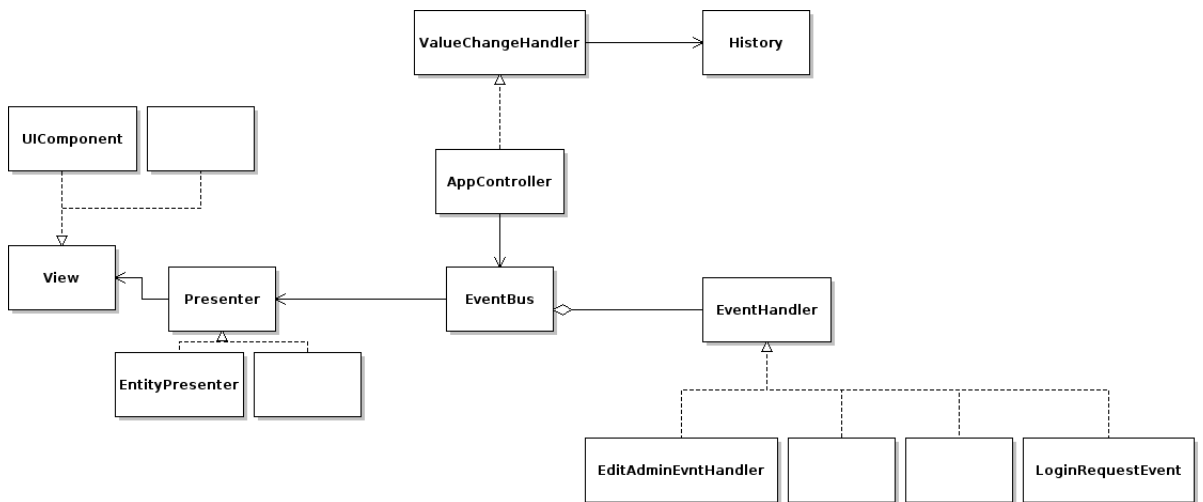 ValueChangeHandler
History
UIComponent
AppController
View
Presenter
EventBus
EventHandler
EntityPresenter
EditAdminEvntHandler
LoginRequestEvent